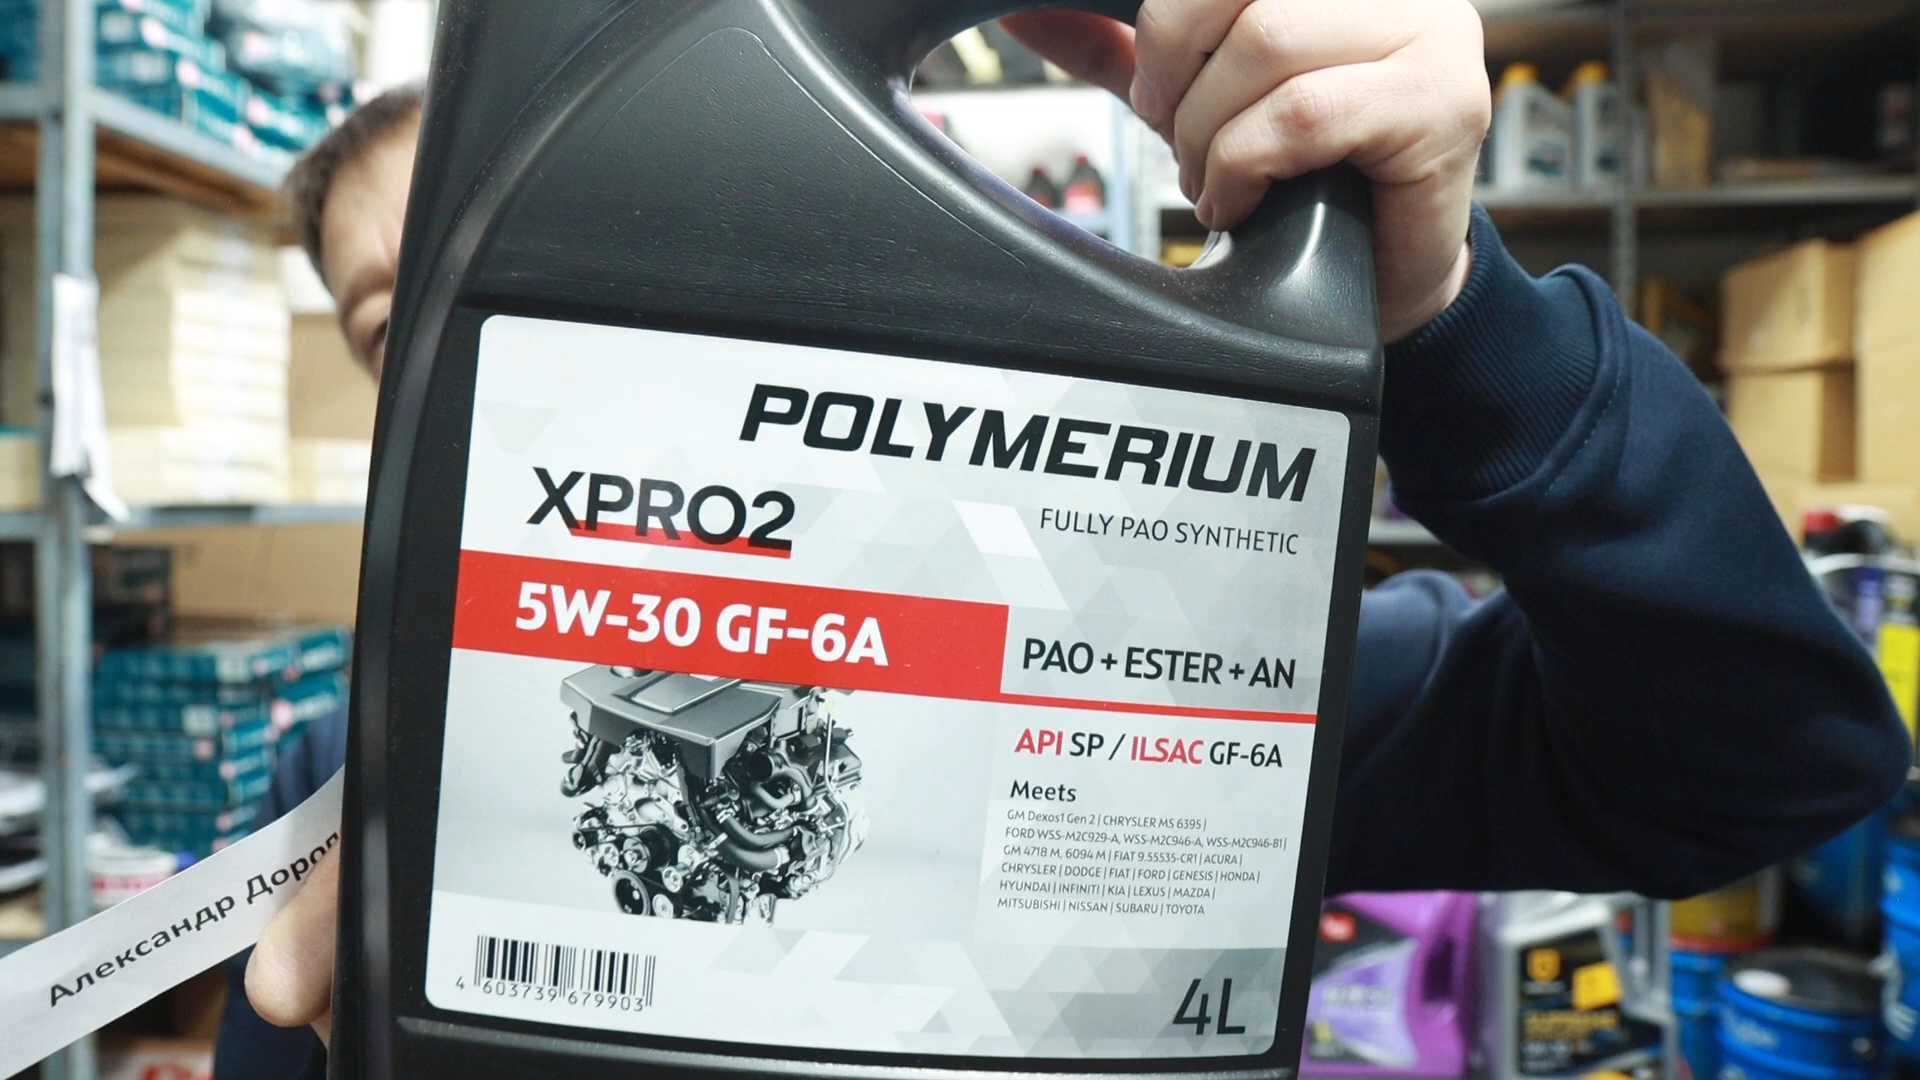 POLYMERIUM
XPRO2
FULLY PAO SYNTHETIC
5W-30 GF-6A
PAO + ESTER + AN
API SP / ILSAC GF-6A
Meets
GM Dexos1 Gen 2 | CHRYSLER MS 6395 |
FORD WSS-M2C929-A, WSS-M2C946-A, WSS-M2C946-B1 |
GM 4718 M, 6094 M | FIAT 9.55535-CR1 | ACURA |
CHRYSLER | DODGE | FIAT | FORD | GENESIS | HONDA |
HYUNDAI | INFINITI | KIA | LEXUS | MAZDA |
MITSUBISHI | NISSAN | SUBARU | TOYOTA
4 603739 679903
4L
Александр Дороп